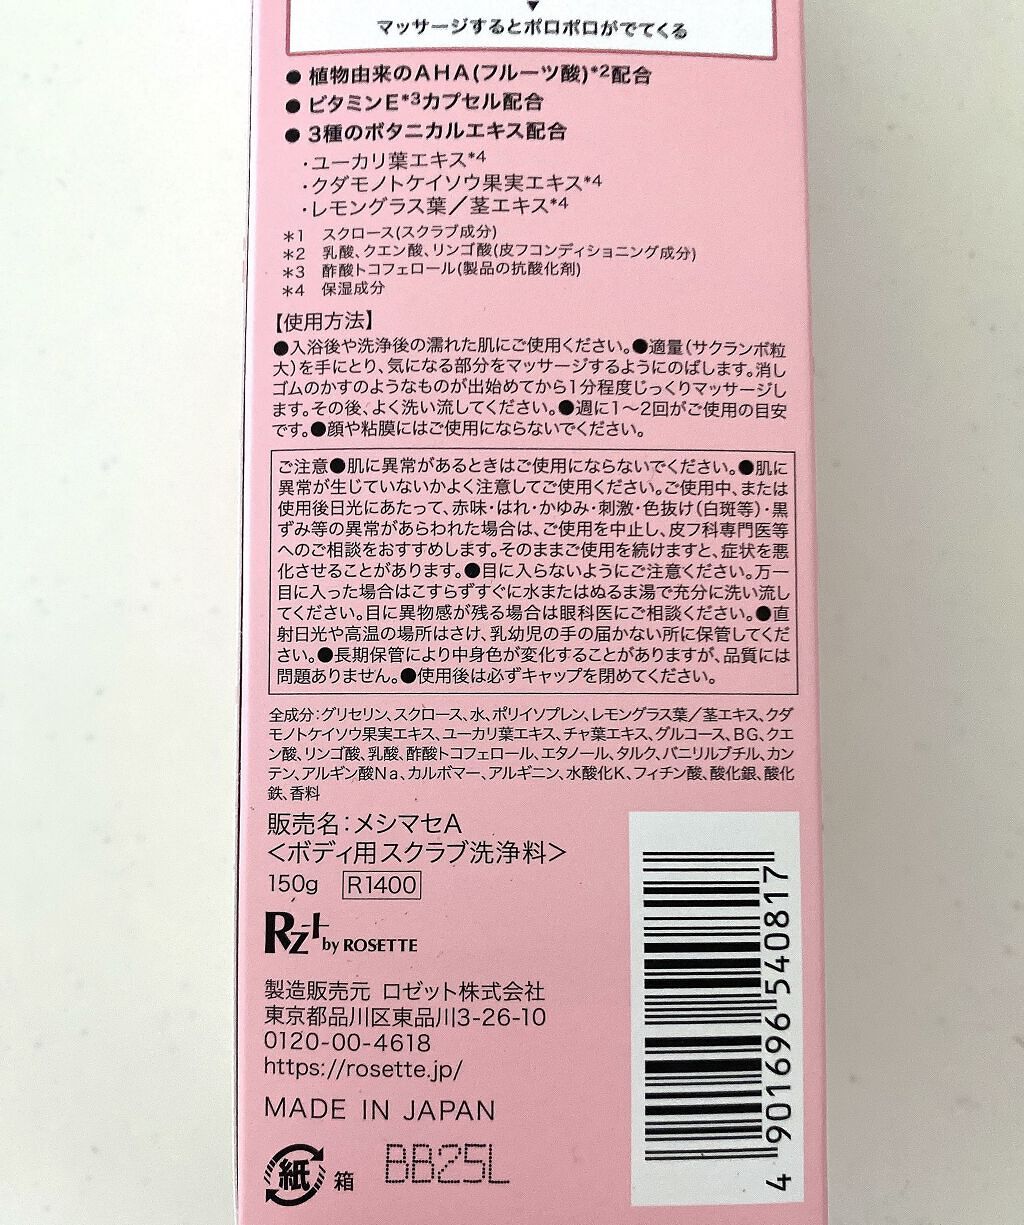 マッサージするとポロポロがでてくる
● 植物由来のAHA(フルーツ酸)*2配合
● ビタミンE*3カプセル配合
● 3種のボタニカルエキス配合
・ユーカリ葉エキス*4
・クダモノトケイソウ果実エキス*4
・レモングラス葉／茎エキス*4
*1 スクロース(スクラブ成分)
*2 乳酸、クエン酸、リンゴ酸(皮フコンディショニング成分)
*3 酢酸トコフェロール(製品の抗酸化剤)
*4 保湿成分
【使用方法】
●入浴後や洗浄後の濡れた肌にご使用ください。●適量(サクランボ粒
大)を手にとり、気になる部分をマッサージするようにのばします。消し
ゴムのかすのようなものが出始めてから1分程度じっくりマッサージし
ます。その後、よく洗い流してください。●週に1〜2回がご使用の目安
です。●顔や粘膜にはご使用にならないでください。
ご注意●肌に異常があるときはご使用にならないでください。●肌に
異常が生じていないかよく注意してご使用ください。ご使用中、または
使用後日光にあたって、赤味・はれ・かゆみ・刺激・色抜け(白斑等)・黒
ずみ等の異常があらわれた場合は、ご使用を中止し、皮フ科専門医等
へのご相談をおすすめします。そのままご使用を続けますと、症状を悪
化させることがあります。●目に入らないようにご注意ください。万一
目に入った場合はこすらずすぐに水またはぬるま湯で充分に洗い流し
てください。目に異物感が残る場合は眼科医にご相談ください。●直
射日光や高温の場所はさけ、乳幼児の手の届かない所に保管してくだ
さい。●長期保管により中身色が変化することがありますが、品質には
問題ありません。●使用後は必ずキャップを閉めてください。
全成分：グリセリン、スクロース、水、ポリイソプレン、レモングラス葉／茎エキス、クダ
モノトケイソウ果実エキス、ユーカリ葉エキス、チャ葉エキス、グルコース、BG、クエ
ン酸、リンゴ酸、乳酸、酢酸トコフェロール、エタノール、タルク、バニリルブチル、カン
テン、アルギン酸Na、カルボマー、アルギニン、水酸化K、フィチン酸、酸化銀、酸化
鉄、香料
販売名：メシマセA
＜ボディ用スクラブ洗浄料＞
150g R1400
Rz+ by ROSETTE
製造販売元 ロゼット株式会社
東京都品川区東品川3-26-10
0120-00-4618
https://rosette.jp/
MADE IN JAPAN
紙 箱 BB25L
4 901696 540817